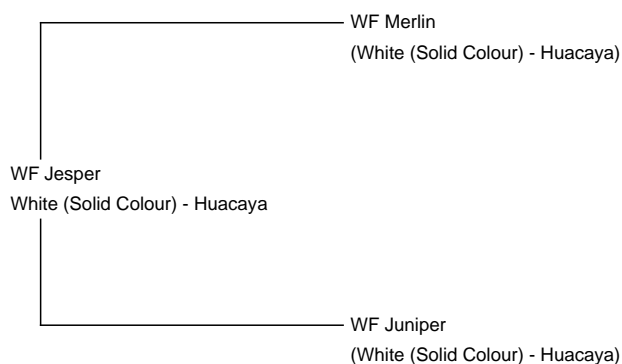 WF Merlin
(White (Solid Colour) - Huacaya)
WF Jesper
White (Solid Colour) - Huacaya
WF Juniper
(White (Solid Colour) - Huacaya)